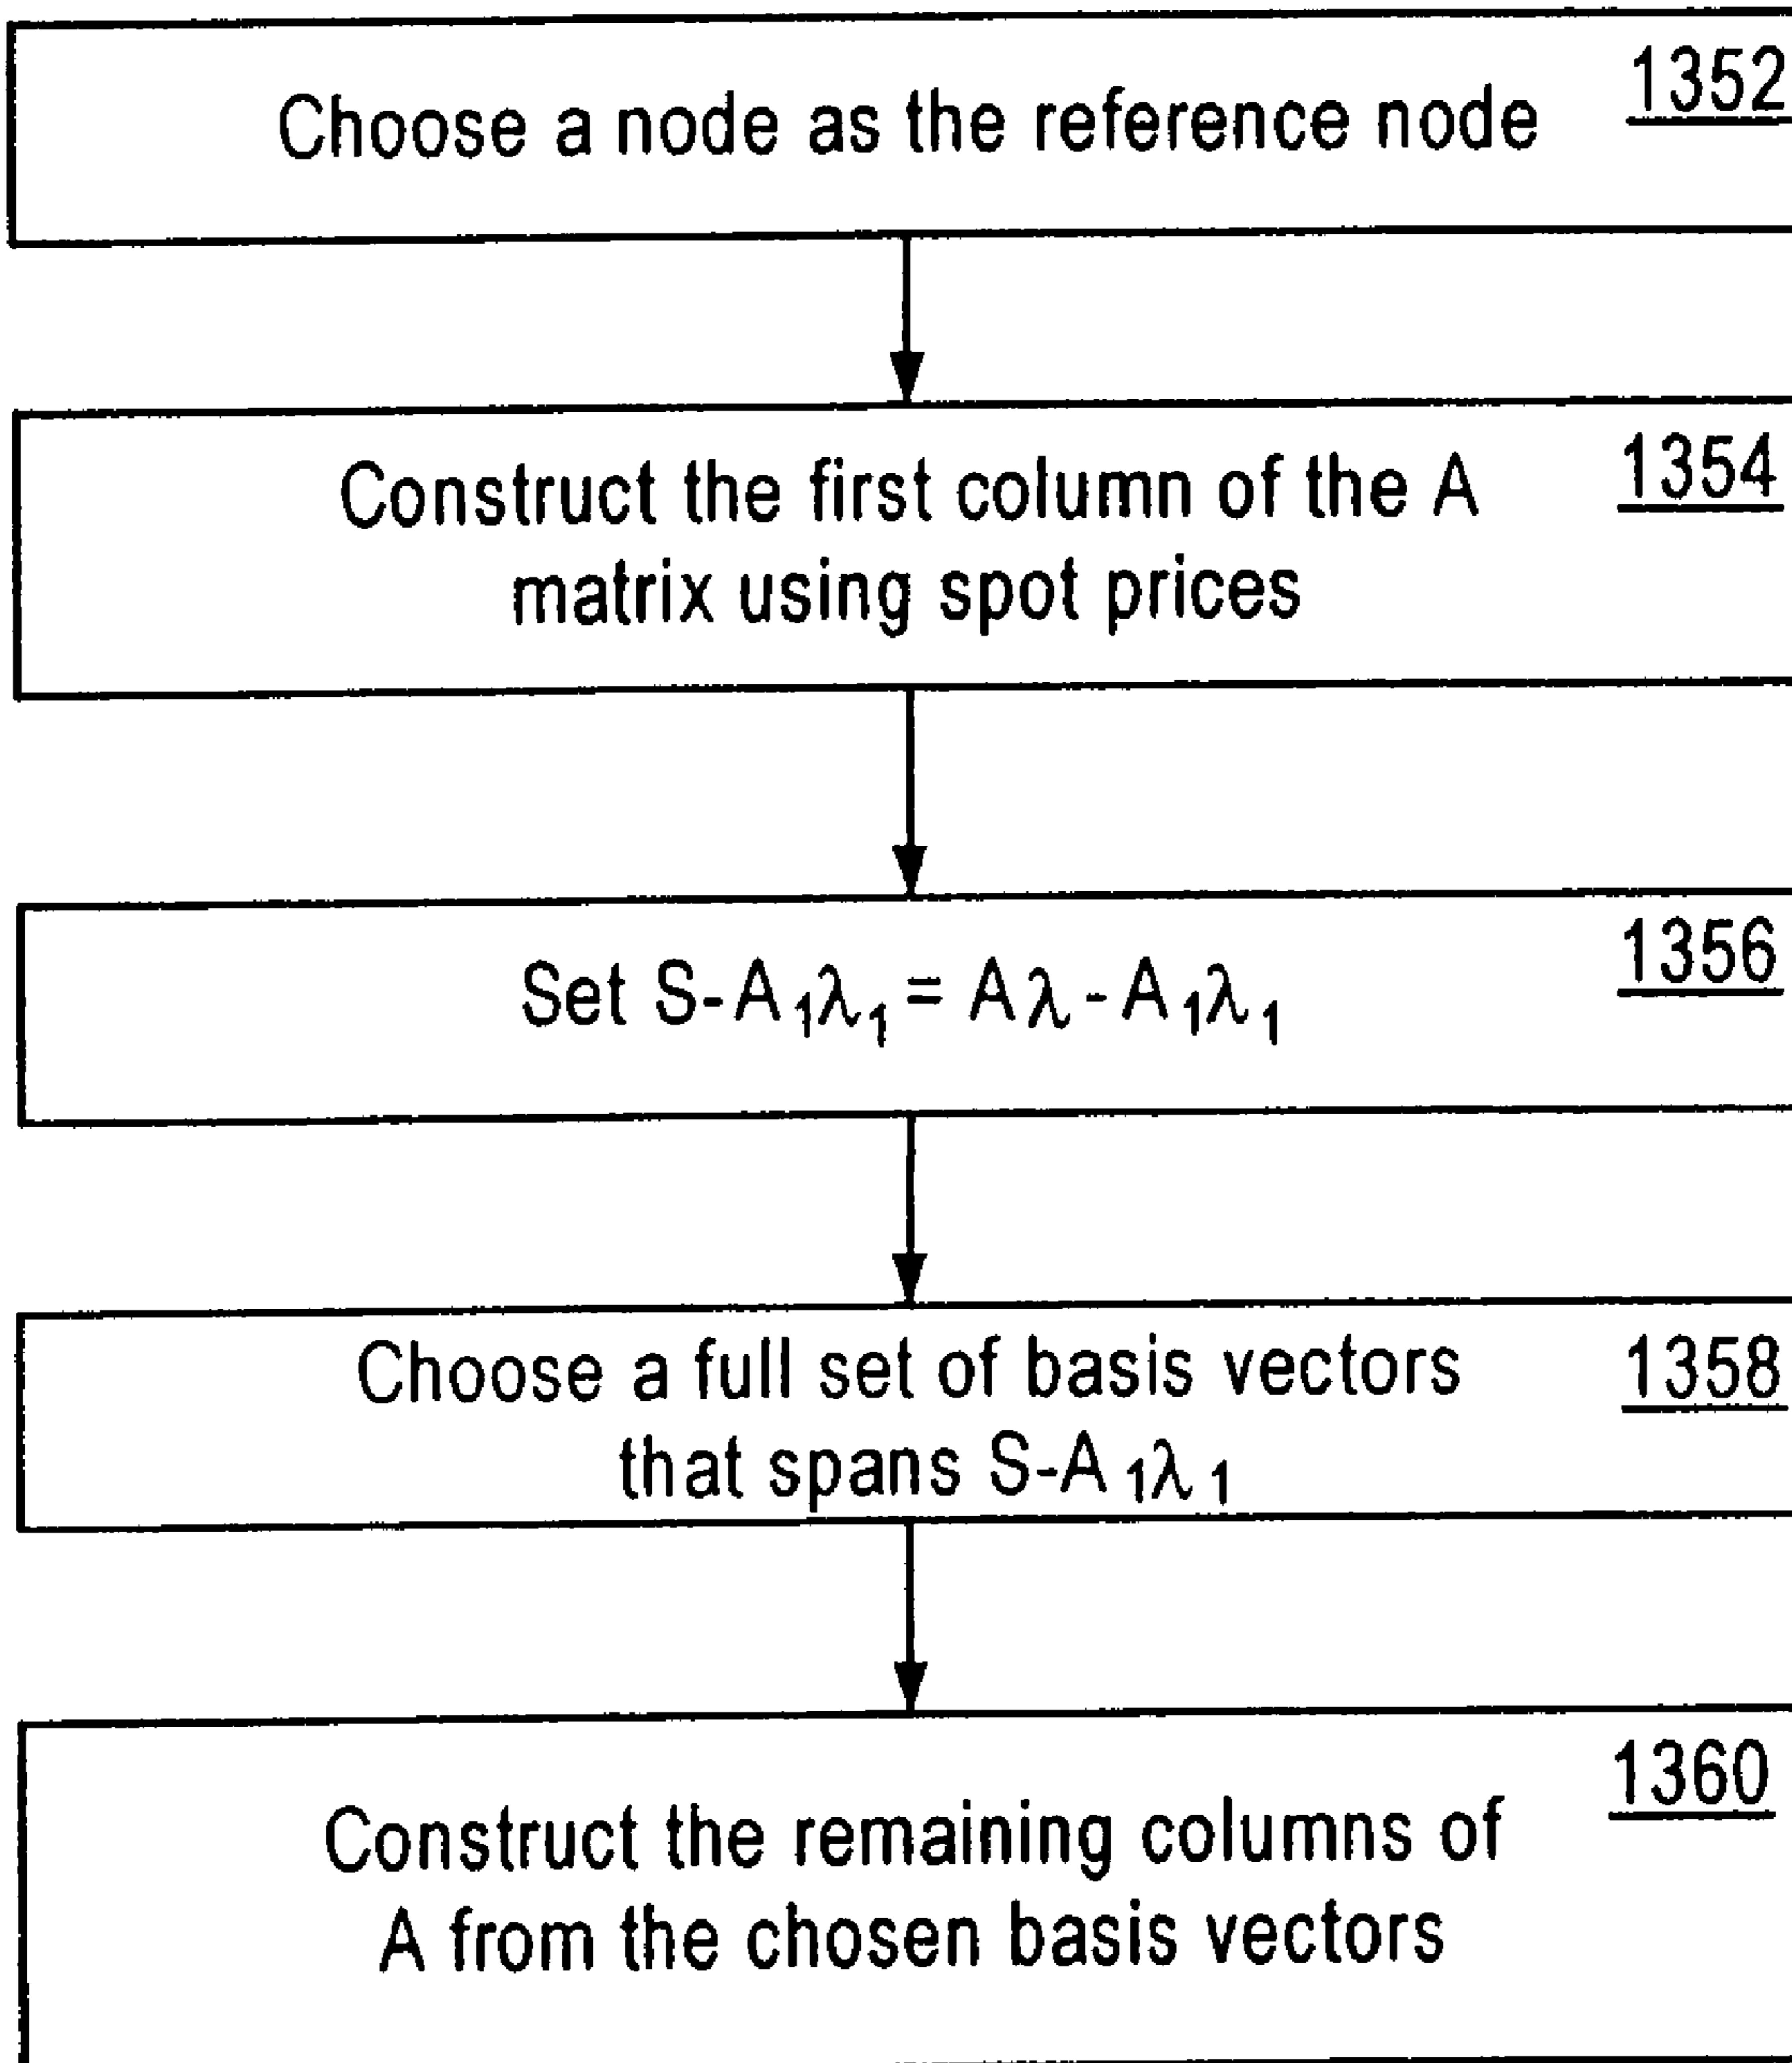 1352
Choose a node as the reference node
1354
Construct the first column of the A
matrix using spot prices
1356
Set S-A₁λ₁ = Aλ-A₁λ₁
1358
Choose a full set of basis vectors
that spans S-A₁λ₁
1360
Construct the remaining columns of
A from the chosen basis vectors